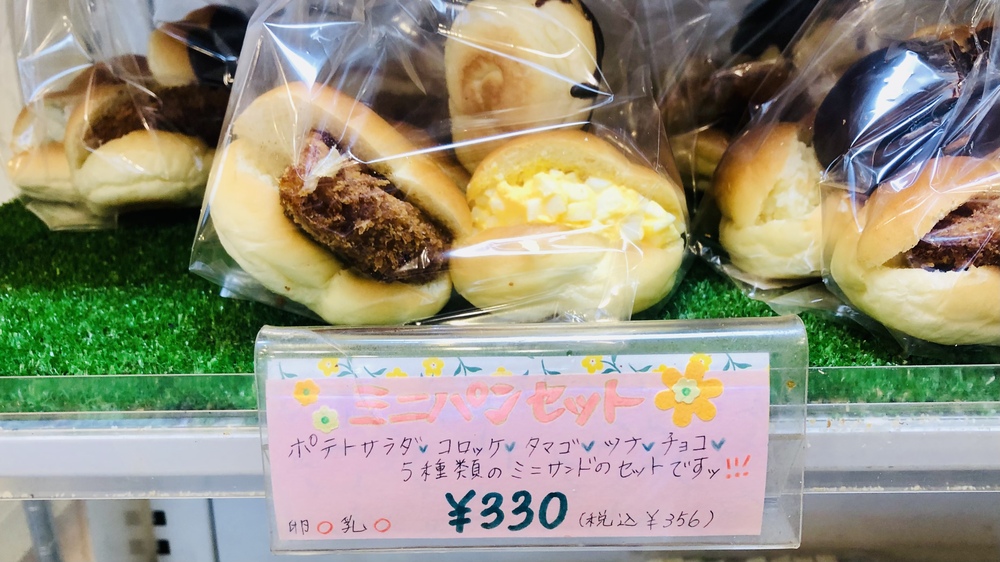 ミニパンセット
ポテトサラダ コロッケ タマゴ ツナ チョコ
5種類のミニサンドのセットですッ!!!
卵○ 乳○ ¥330 (税込¥356)